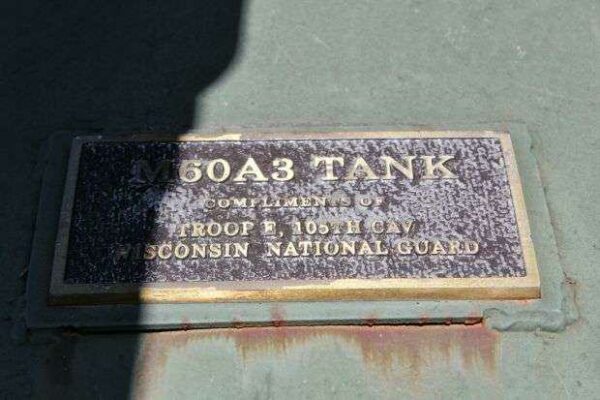 M60A3 TANK
COMPLIMENTS OF
TROOP E, 105TH CAV
WISCONSIN NATIONAL GUARD